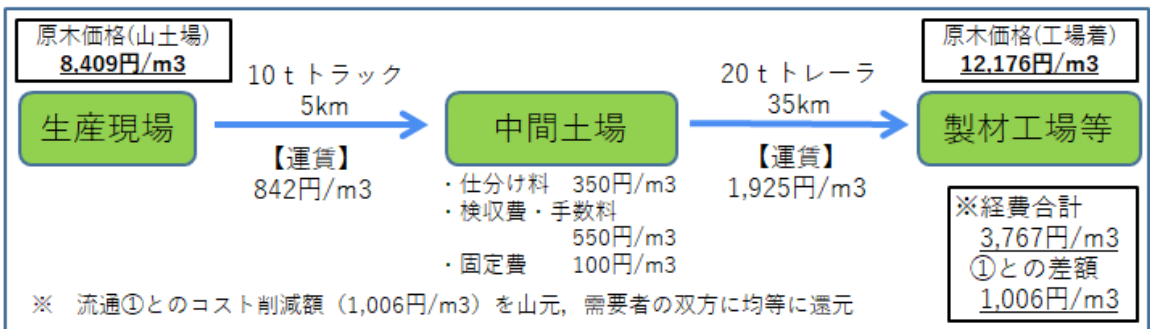 原木価格(山土場)
8,409円/m3
生産現場
10ｔトラック
5km
【運賃】
842円/m3
中間土場
・仕分け料　350円/m3
・検収費・手数料
550円/m3
・固定費　100円/m3
20ｔトレーラ
35km
【運賃】
1,925円/m3
原木価格(工場着)
12,176円/m3
製材工場等
※経費合計
3,767円/m3
①との差額
1,006円/m3
※　流通①とのコスト削減額（1,006円/m3）を山元，需要者の双方に均等に還元